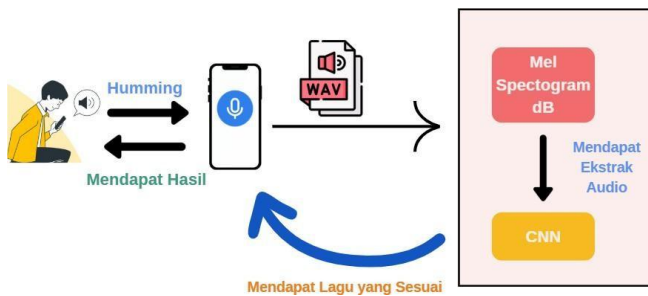 Humming
Mendapat Hasil
WAV
Mel
Spectogram
dB
Mendapat
Ekstrak
Audio
CNN
Mendapat Lagu yang Sesuai